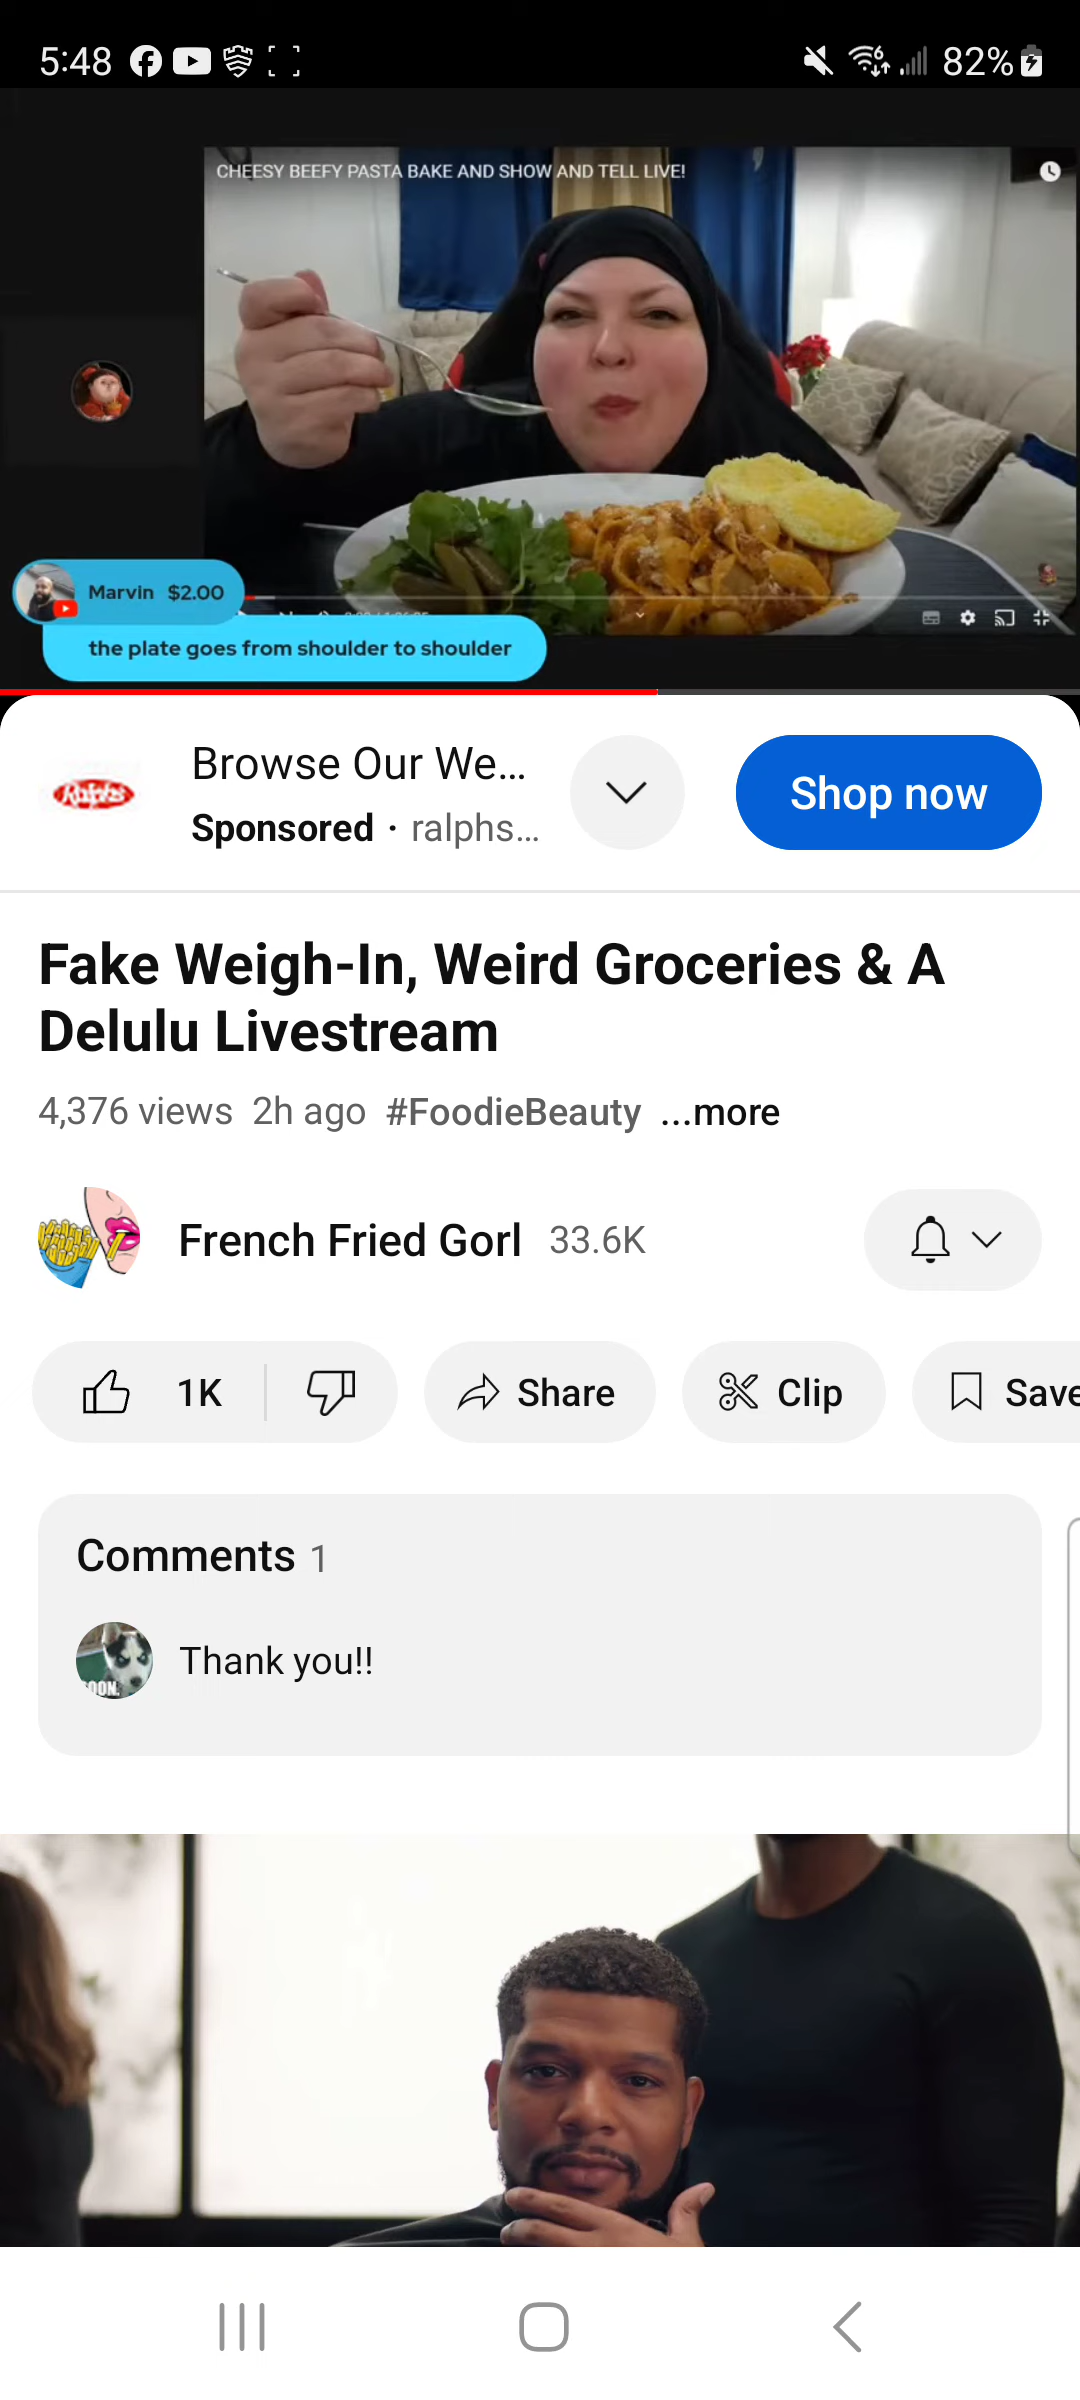 5:48
82%
CHEESY BEEFY PASTA BAKE AND SHOW AND TELL LIVE!
Marvin $2.00
the plate goes from shoulder to shoulder
Ralphs
Browse Our We...
Sponsored · ralphs...
Shop now
Fake Weigh-In, Weird Groceries & A
Delulu Livestream
4,376 views 2h ago #FoodieBeauty ...more
French Fried Gorl 33.6K
1K
Share
Clip
Save
Comments 1
Thank you!!